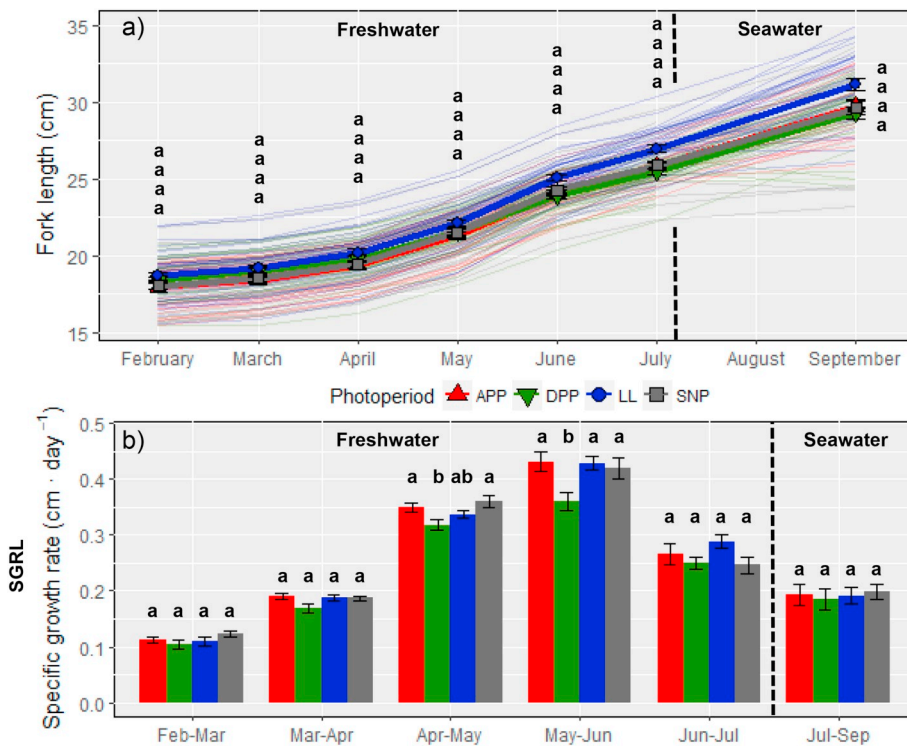 a)
Freshwater
Seawater
a a a a a a a
a a a a a a a
a a a a a a a
a a a a a a a
Fork length (cm)
35
30
25
20
15
February March April May June July August September
Photoperiod APP DPP LL SNP
b)
Freshwater
Seawater
a a a a
a a a a
a b ab a
a b a a
a a a a
a a a a
SGRL
Specific growth rate (cm · day ⁻¹)
0.5
0.4
0.3
0.2
0.1
0.0
Feb-Mar Mar-Apr Apr-May May-Jun Jun-Jul Jul-Sep